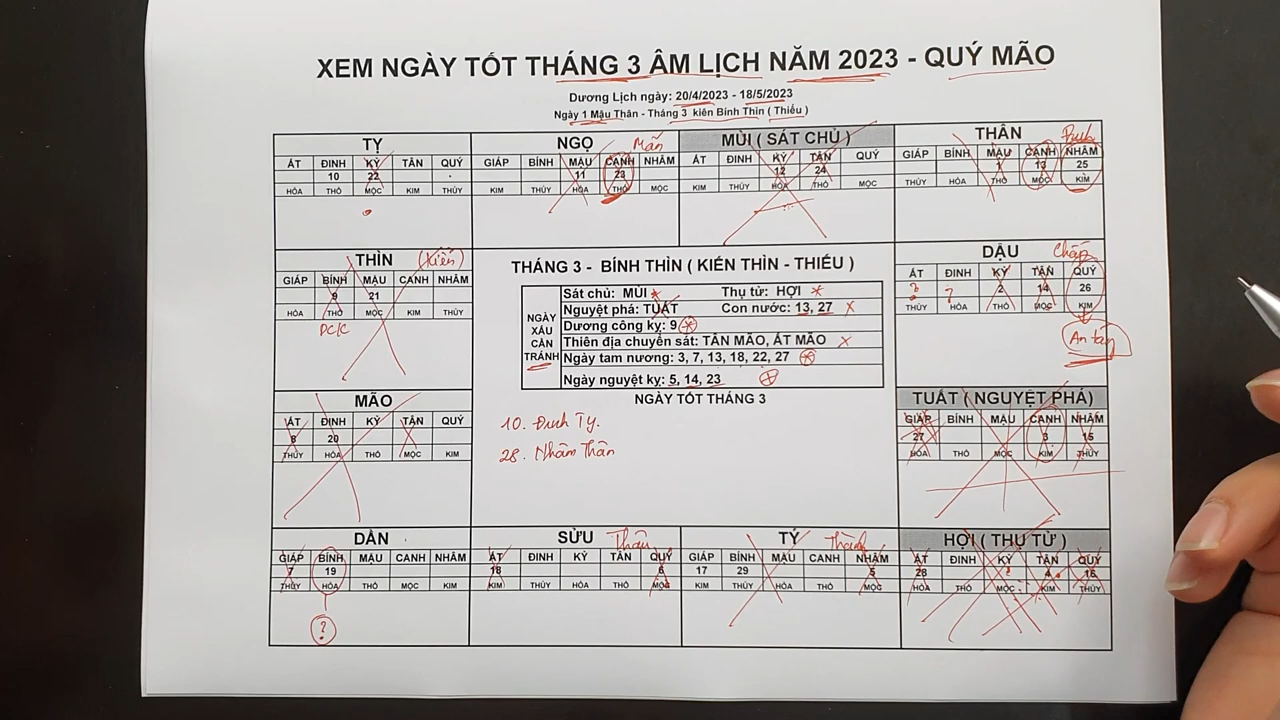 XEM NGÀY TỐT THÁNG 3 ÂM LỊCH NĂM 2023 - QUÝ MÃO
Dương Lịch ngày: 20/4/2023 - 18/5/2023
Ngày 1 Mậu Thân - Tháng 3 kiên Bính Thìn ( Thiếu )
TỴ
ẤT ĐINH KỶ TÂN QUÝ
10 22
HỎA THỔ MỘC KIM THỦY
NGỌ Mãn
GIÁP BÍNH MẬU CANH NHÂM
11 23
KIM THỦY HỎA THỔ MỘC
MÙI ( SÁT CHỦ )
ẤT ĐINH KỶ TÂN QUÝ
12 24
KIM THỦY HỎA THỔ MỘC
THÂN
GIÁP BÍNH MẬU CANH NHÂM
1 13 25
THỦY HỎA THỔ MỘC KIM
THÌN (Kiến)
GIÁP BÍNH MẬU CANH NHÂM
9 21
HỎA THỔ MỘC KIM THỦY
DCK
THÁNG 3 - BÍNH THÌN ( KIẾN THÌN - THIẾU )
NGÀY XẤU CẦN TRÁNH
Sát chủ: MÙI Thụ tử: HỢI
Nguyệt phá: TUẤT Con nước: 13, 27
Dương công kỵ: 9
Thiên địa chuyển sát: TÂN MÃO, ẤT MÃO
Ngày tam nương: 3, 7, 13, 18, 22, 27
Ngày nguyệt kỵ: 5, 14, 23
NGÀY TỐT THÁNG 3
10. Đinh Tỵ.
28. Nhâm Thân
DẬU Chấp
ẤT ĐINH KỶ TÂN QUÝ
? ? 2 14 26
THỦY HỎA THỔ MỘC KIM
An táng
MÃO
ẤT ĐINH KỶ TÂN QUÝ
8 20
THỦY HỎA THỔ MỘC KIM
TUẤT ( NGUYỆT PHÁ)
GIÁP BÍNH MẬU CANH NHÂM
27 3 15
HỎA THỔ MỘC KIM THỦY
DẦN
GIÁP BÍNH MẬU CANH NHÂM
7 19
THỦY HỎA THỔ MỘC KIM
?
SỬU Thâu
ẤT ĐINH KỶ TÂN QUÝ
18 6
KIM THỦY HỎA THỔ MỘC
TÝ Thành
GIÁP BÍNH MẬU CANH NHÂM
17 29 5
KIM THỦY HỎA THỔ MỘC
HỢI ( THỤ TỬ )
ẤT ĐINH KỶ TÂN QUÝ
28 4 16
HỎA THỔ MỘC KIM THỦY